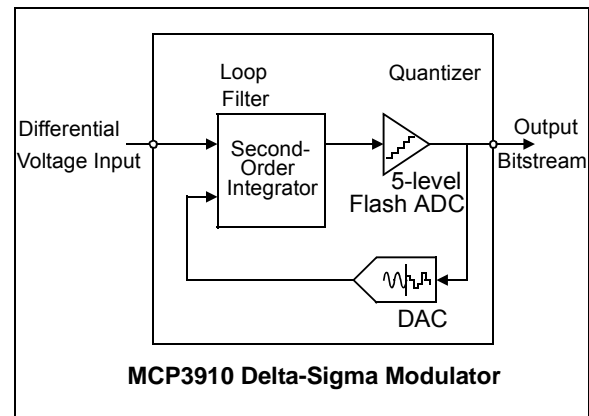 Loop
Filter
Quantizer
Differential
Voltage Input
Second-
Order
Integrator
5-level
Flash ADC
Output
Bitstream
DAC
MCP3910 Delta-Sigma Modulator